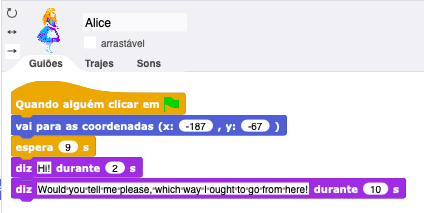 Alice
arrastável
Guiões Trajes Sons
Quando alguém clicar em
vai para as coordenadas (x: -187 , y: -67 )
espera 9 s
diz Hi! durante 2 s
diz Would you tell me please, which way I ought to go from here! durante 10 s